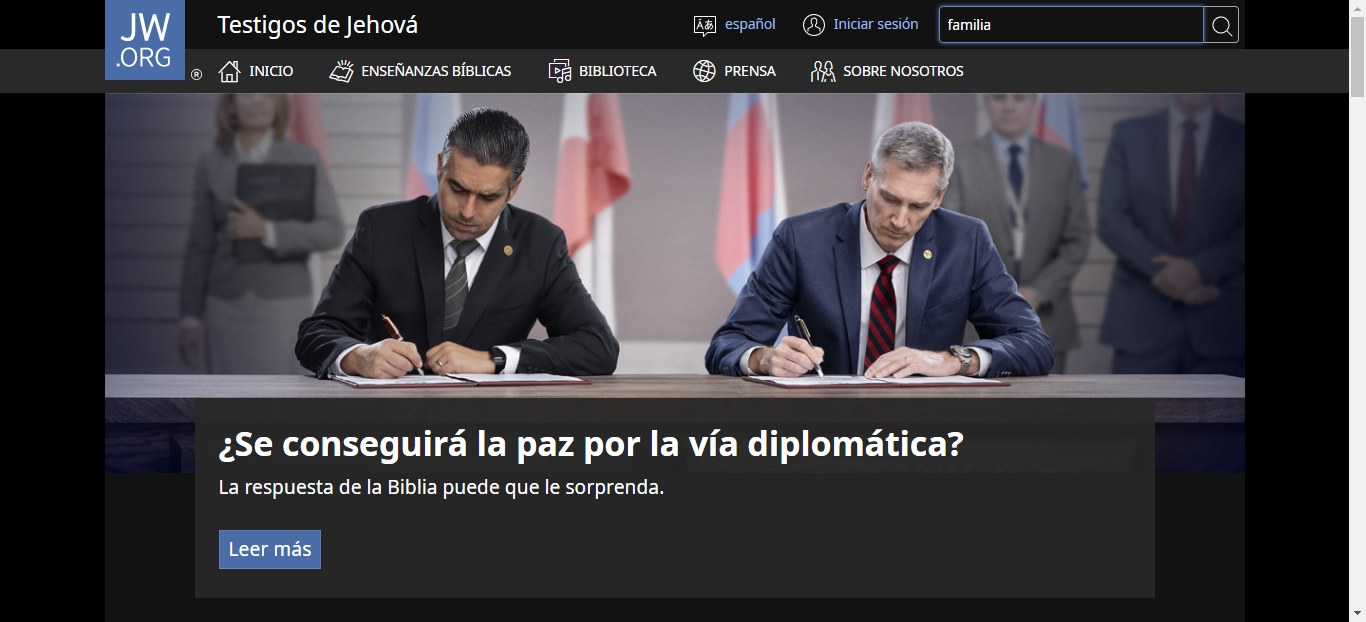 JW
.ORG
®
Testigos de Jehová
español
Iniciar sesión
familia
INICIO
ENSEÑANZAS BÍBLICAS
BIBLIOTECA
PRENSA
SOBRE NOSOTROS
¿Se conseguirá la paz por la vía diplomática?
La respuesta de la Biblia puede que le sorprenda.
Leer más